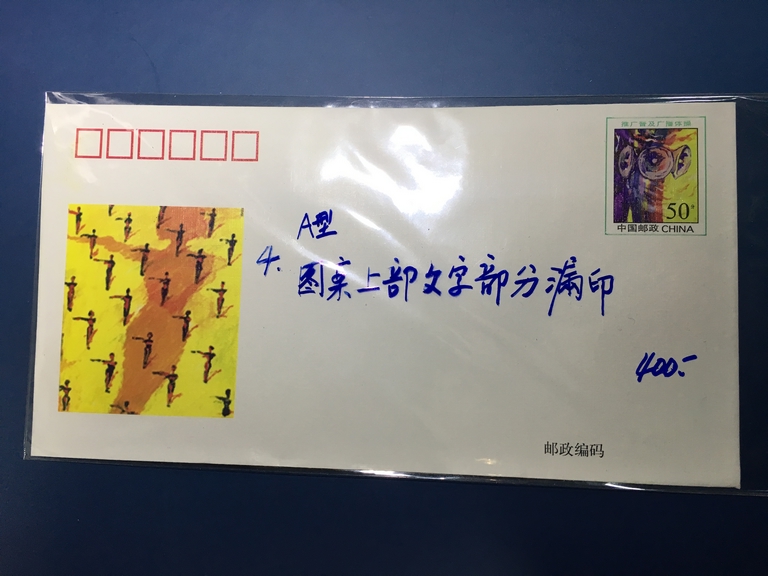 推广普及广播体操
50分
中国邮政 CHINA
A型
4. 图案上部文字部分漏印
400.-
邮政编码